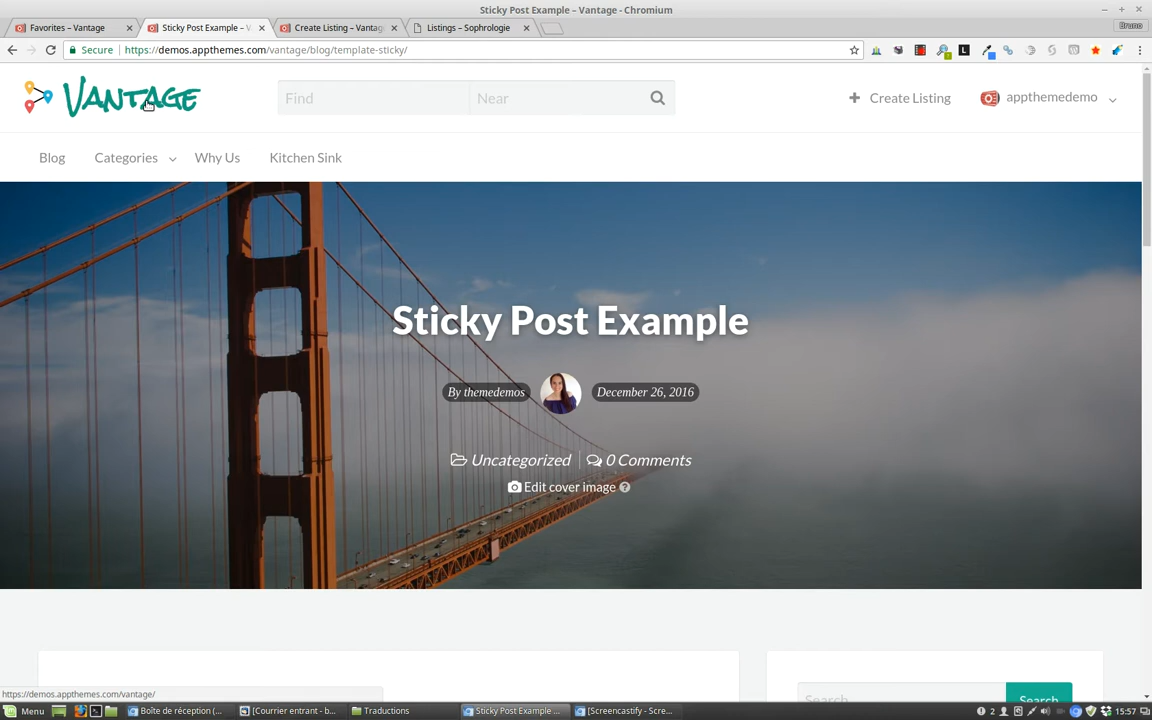 Sticky Post Example – Vantage - Chromium
Bruno
Favorites – Vantage
Sticky Post Example – V
Create Listing – Vantag
Listings – Sophrologie
Secure
https://demos.appthemes.com/vantage/blog/template-sticky/
VANTAGE
Find
Near
Create Listing
appthemedemo
Blog
Categories
Why Us
Kitchen Sink
Sticky Post Example
By themedemos
December 26, 2016
Uncategorized
0 Comments
Edit cover image
Search
Search
https://demos.appthemes.com/vantage/
Menu
Boîte de réception (...
[Courrier entrant - b...
Traductions
Sticky Post Example ...
[Screencastify - Scre...
2
15:57